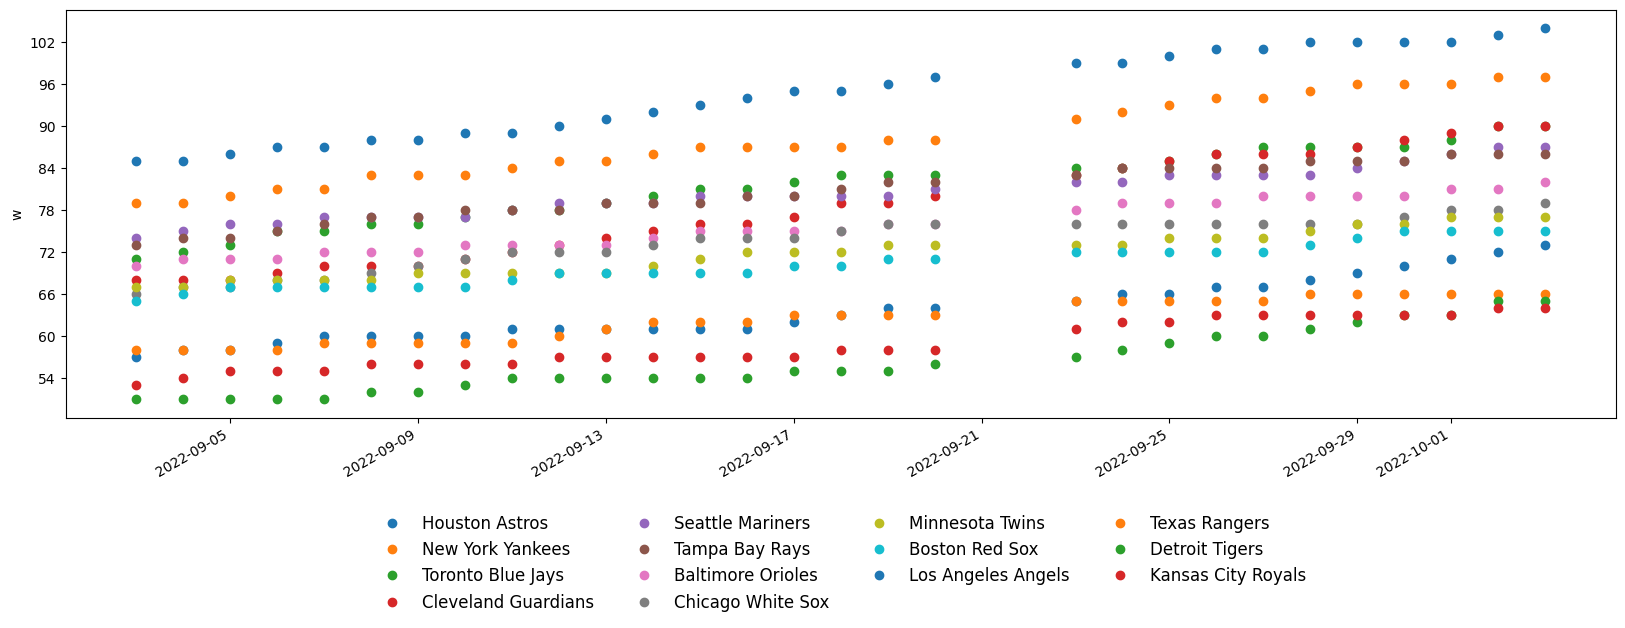 102
96
90
84
78
72
66
60
54
w
2022-09-05
2022-09-09
2022-09-13
2022-09-17
2022-09-21
2022-09-25
2022-09-29
2022-10-01
Houston Astros
New York Yankees
Toronto Blue Jays
Cleveland Guardians
Seattle Mariners
Tampa Bay Rays
Baltimore Orioles
Chicago White Sox
Minnesota Twins
Boston Red Sox
Los Angeles Angels
Texas Rangers
Detroit Tigers
Kansas City Royals